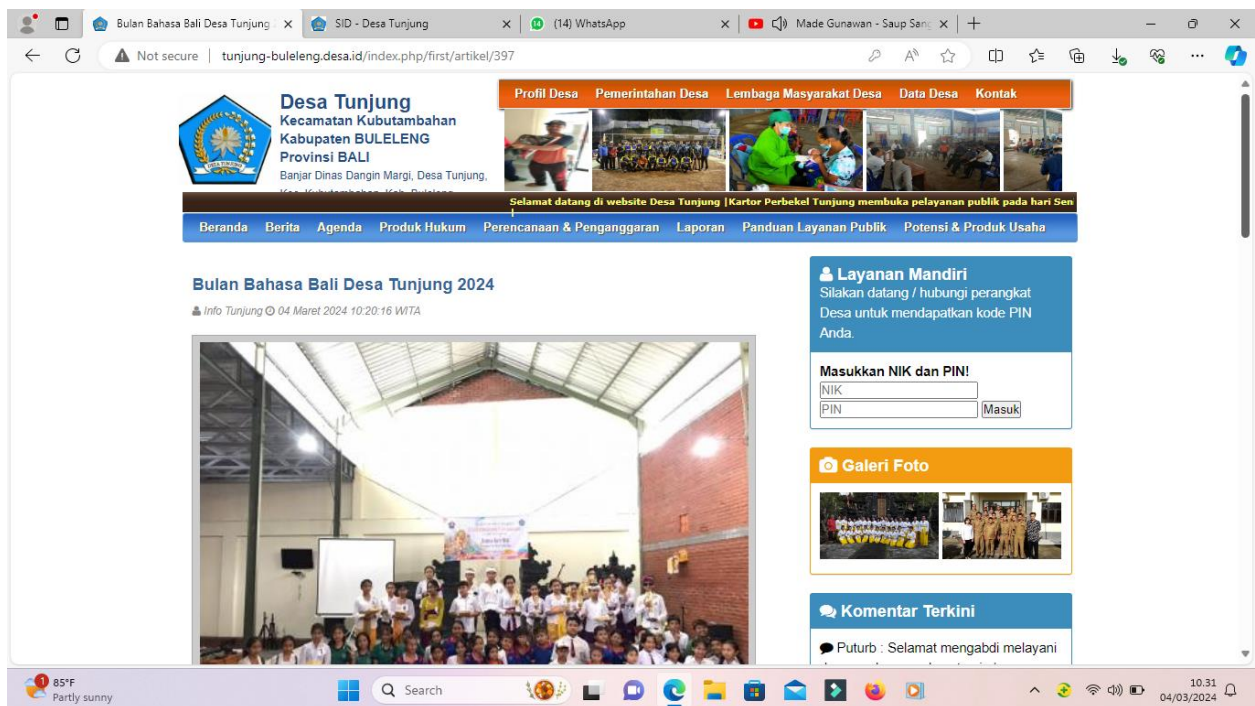 Bulan Bahasa Bali Desa Tunjung
SID - Desa Tunjung
(14) WhatsApp
Made Gunawan - Saup Sang
Not secure
tunjung-buleleng.desa.id/index.php/first/artikel/397
Desa Tunjung
Kecamatan Kubutambahan
Kabupaten BULELENG
Provinsi BALI
Banjar Dinas Dangin Margi, Desa Tunjung,
Profil Desa Pemerintahan Desa Lembaga Masyarakat Desa Data Desa Kontak
Selamat datang di website Desa Tunjung |Kartor Perbekel Tunjung membuka pelayanan publik pada hari Sen
Beranda Berita Agenda Produk Hukum Perencanaan & Penganggaran Laporan Panduan Layanan Publik Potensi & Produk Usaha
Bulan Bahasa Bali Desa Tunjung 2024
Info Tunjung 04 Maret 2024 10:20:16 WITA
Layanan Mandiri
Silakan datang / hubungi perangkat
Desa untuk mendapatkan kode PIN
Anda.
Masukkan NIK dan PIN!
NIK
PIN Masuk
Galeri Foto
Komentar Terkini
Puturb : Selamat mengabdi melayani
1
85°F
Partly sunny
Search
10.31
04/03/2024